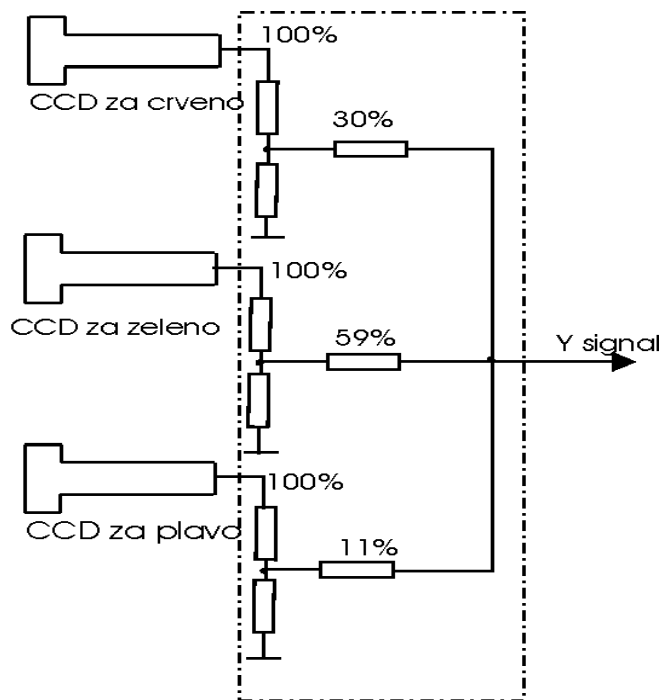 100%
CCD za crveno
30%
100%
CCD za zeleno
59%
Y signal
100%
CCD za plavo
11%